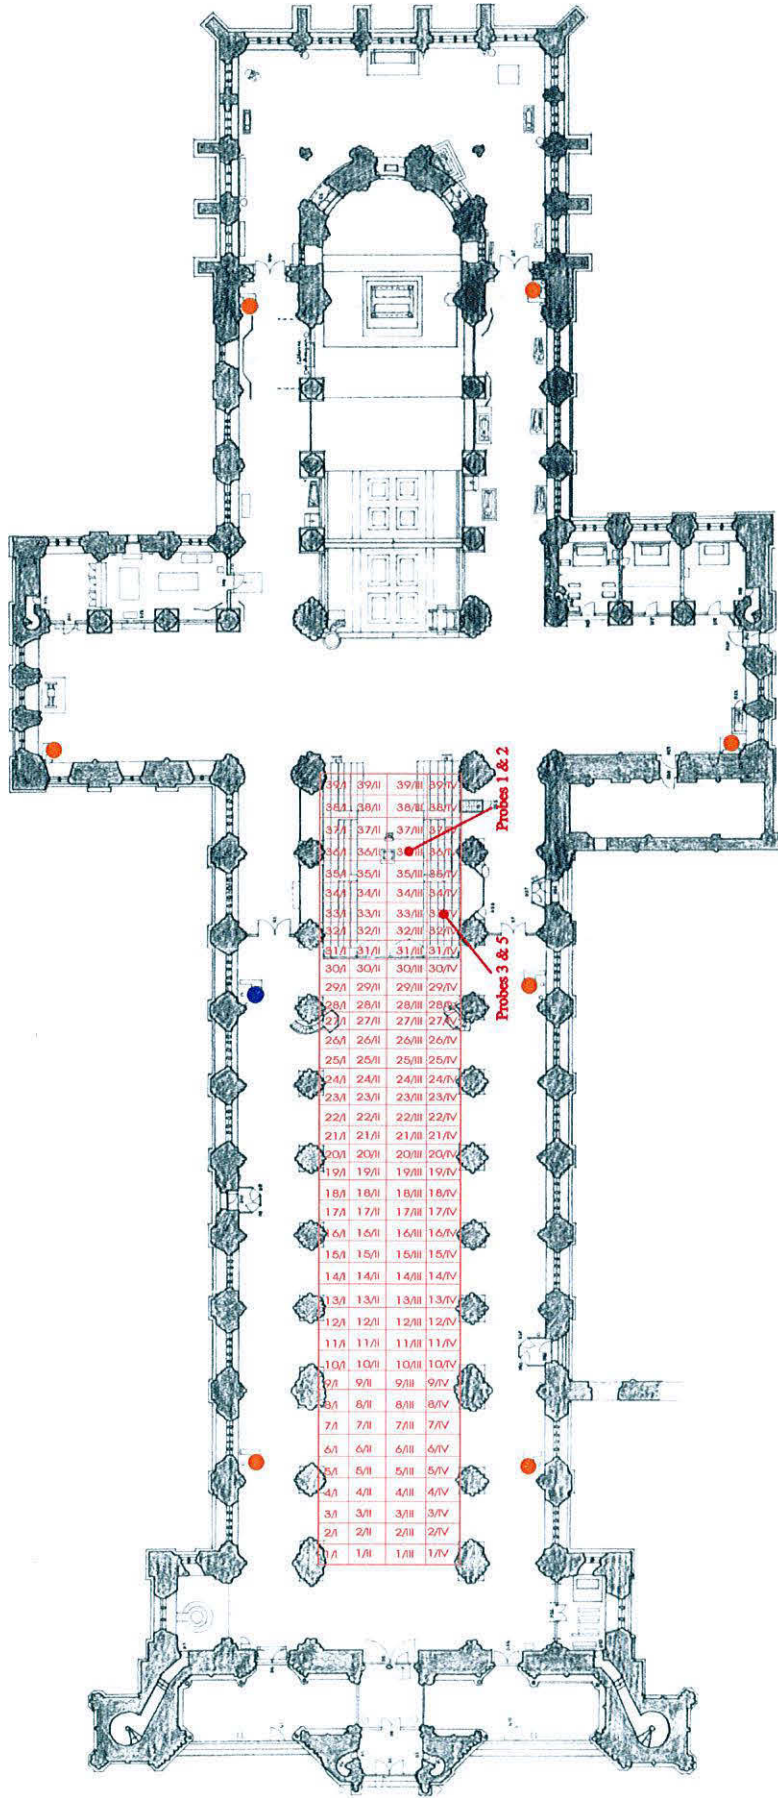 39/I 39/II 39/III 39/IV
38/I 38/II 38/III 38/IV
37/I 37/II 37/III
36/I
Probes 1 & 2
35/I 35/II 35/III 35/IV
34/I 34/II 34/III 34/IV
33/I 33/II 33/III
32/I 32/II 32/III 32/IV
31/I 31/II 31/III 31/IV
Probes 3 & 5
30/I 30/II 30/III 30/IV
29/I 29/II 29/III 29/IV
28/I 28/II 28/III
27/I 27/II 27/III 27/IV
26/I 26/II 26/III 26/IV
25/I 25/II 25/III 25/IV
24/I 24/II 24/III 24/IV
23/I 23/II 23/III 23/IV
22/I 22/II 22/III 22/IV
21/I 21/II 21/III 21/IV
20/I 20/II 20/III 20/IV
19/I 19/II 19/III 19/IV
18/I 18/II 18/III 18/IV
17/I 17/II 17/III 17/IV
16/I 16/II 16/III 16/IV
15/I 15/II 15/III 15/IV
14/I 14/II 14/III 14/IV
13/I 13/II 13/III 13/IV
12/I 12/II 12/III 12/IV
11/I 11/II 11/III 11/IV
10/I 10/II 10/III 10/IV
9/I 9/II 9/III 9/IV
8/I 8/II 8/III 8/IV
7/I 7/II 7/III 7/IV
6/I 6/II 6/III 6/IV
5/I 5/II 5/III 5/IV
4/I 4/II 4/III 4/IV
3/I 3/II 3/III 3/IV
2/I 2/II 2/III 2/IV
1/I 1/II 1/III 1/IV